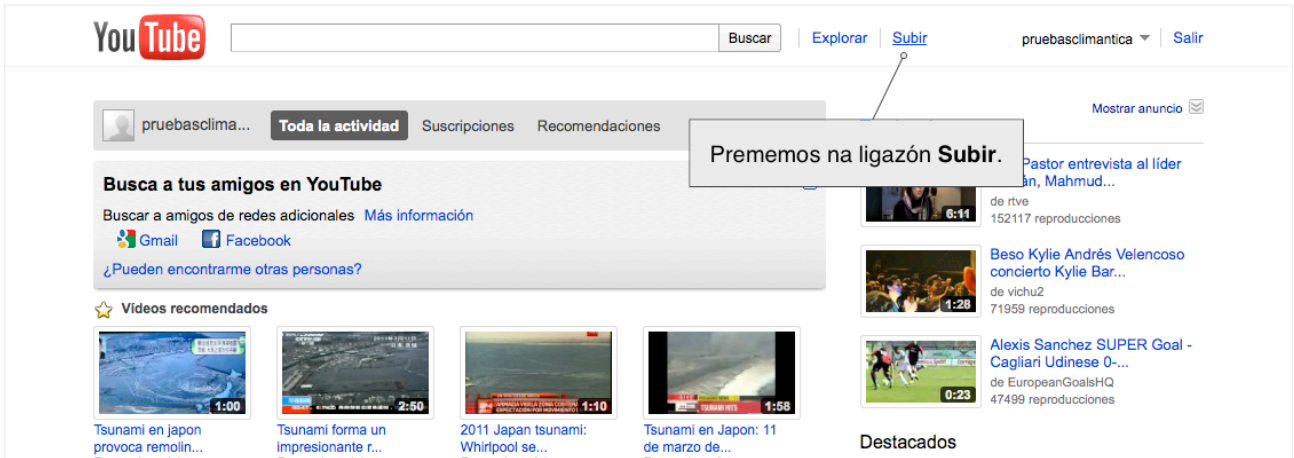 YouTube
Buscar
Explorar
Subir
pruebasclimantica
Salir
pruebasclima...
Toda la actividad
Suscripciones
Recomendaciones
Mostrar anuncio
Prememos na ligazón Subir.
Busca a tus amigos en YouTube
Buscar a amigos de redes adicionales Más información
Gmail
Facebook
¿Pueden encontrarme otras personas?
Pastor entrevista al líder
Mahmud...
de rtve
152117 reproducciones
6:11
Beso Kylie Andrés Velencoso
concierto Kylie Bar...
de vichu2
71959 reproducciones
1:28
Alexis Sanchez SUPER Goal -
Cagliari Udinese 0-...
de EuropeanGoalsHQ
47499 reproducciones
0:23
Destacados
Vídeos recomendados
1:00
Tsunami en japon
provoca remolin...
2:50
Tsunami forma un
impresionante r...
1:10
2011 Japan tsunami:
Whirlpool se...
TSUNAMI HITS
1:58
Tsunami en Japon: 11
de marzo de...